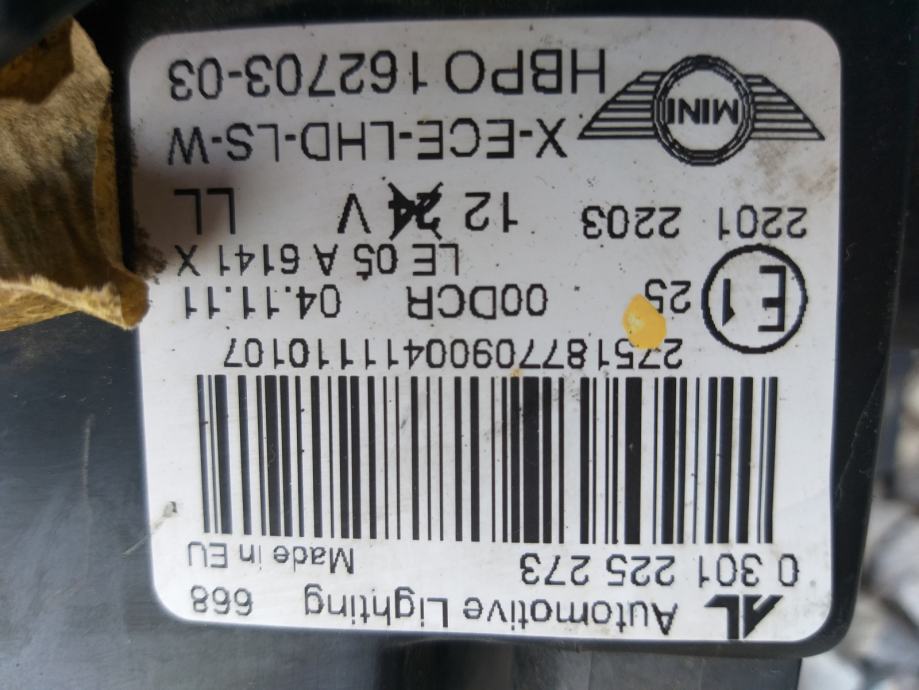 AL Automotive Lighting 668
0 301 225 273 Made in EU
275187709004111110107
E1 25 00DCR 04.11.11
LE 05 A 6141 X
2201 2203 12 24 V LL
MINI X-ECE-LHD-LS-W
HBPO 162703-03